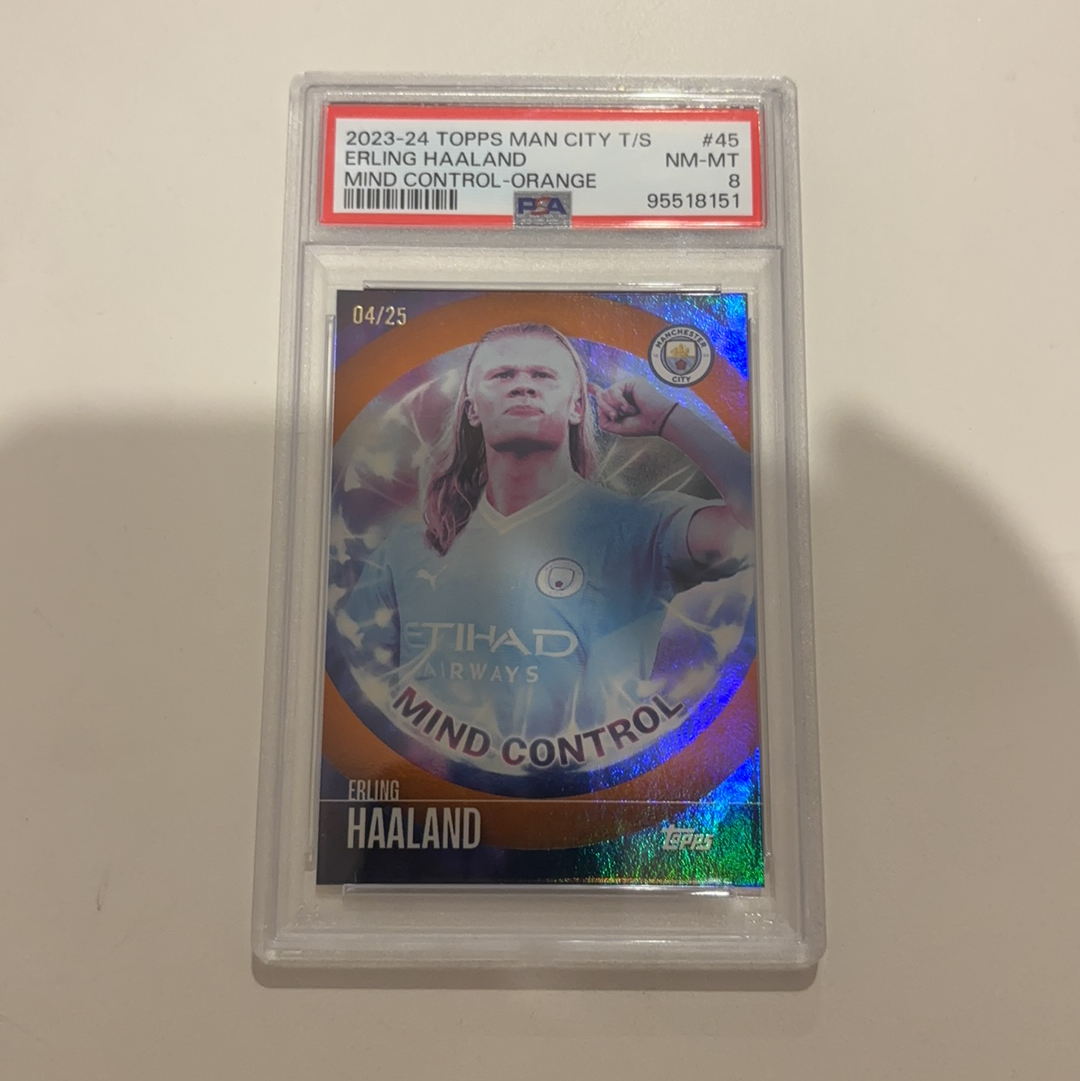 2023-24 TOPPS MAN CITY T/S #45
ERLING HAALAND NM-MT
MIND CONTROL-ORANGE 8
PSA 95518151
04/25
MANCHESTER
CITY
ETIHAD
AIRWAYS
MIND CONTROL
ERLING
HAALAND
Topps